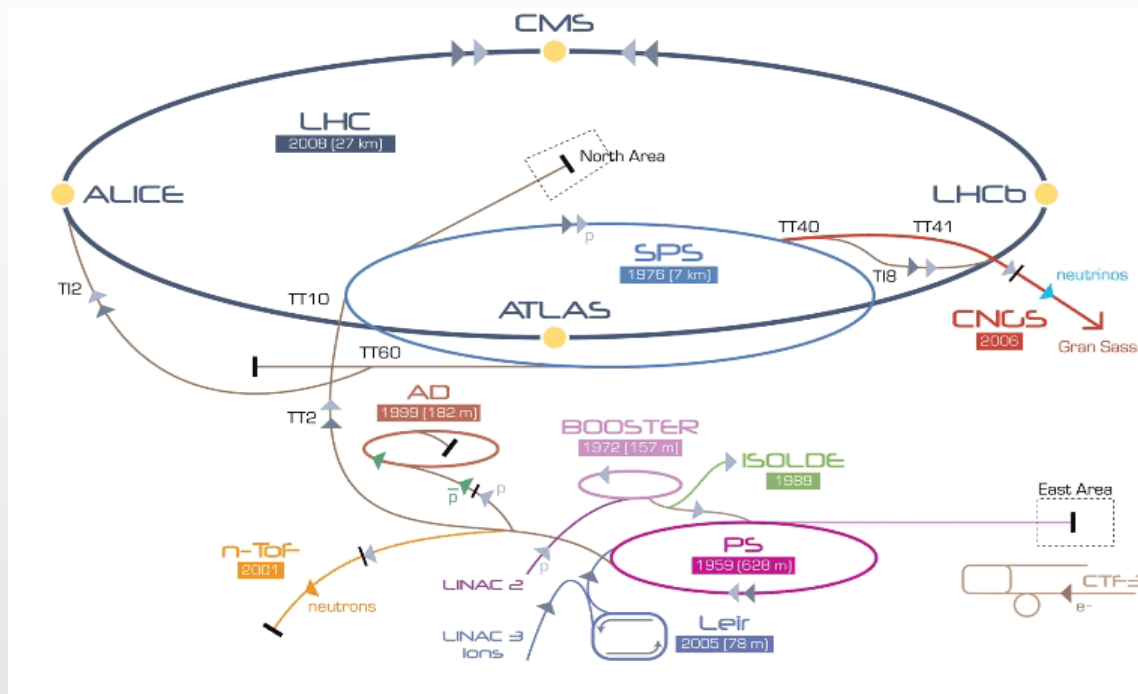 CMS
LHC
2008 (27 km)
North Area
ALICE
LHCb
TT40
TT41
p
SPS
1976 (7 km)
TI8
neutrinos
TI2
TT10
ATLAS
CNGS
2006
Gran Sass
TT60
AD
1999 (182 m)
TT2
BOOSTER
1972 (157 m)
ISOLDE
1989
p
p
East Area
n-ToF
2001
PS
1959 (628 m)
LINAC 2
p
neutrons
CTF3
e-
LINAC 3
Ions
Leir
2005 (78 m)